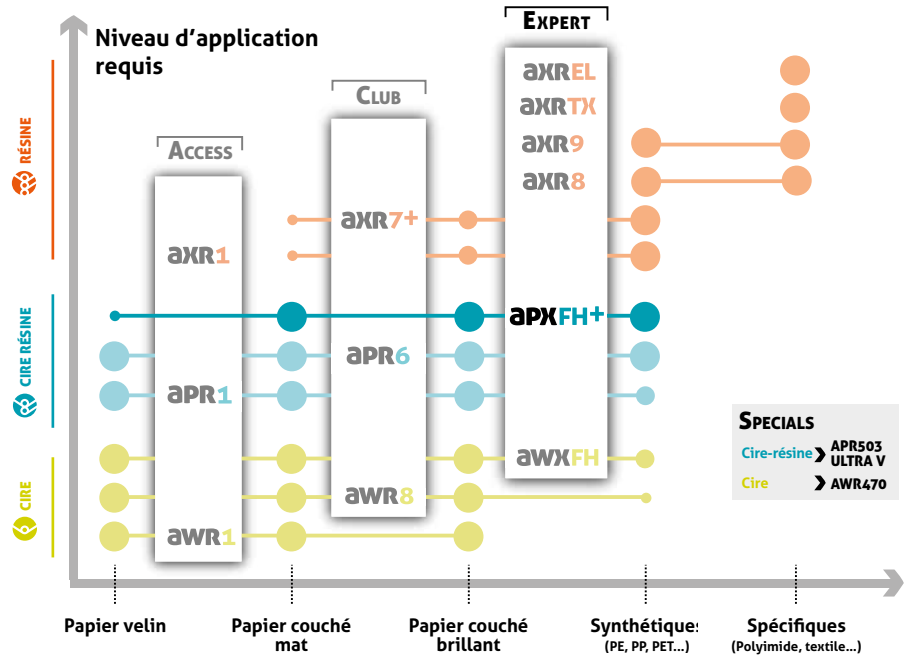 Niveau d'application
requis
EXPERT
CLUB
ACCESS
RÉSINE
CIRE RÉSINE
CIRE
aXREL
aXRTX
aXR9
aXR8
aXR7+
aXR1
aPXFH+
aPR6
aPR1
aWXFH
aWR8
aWR1
SPECIALS
Cire-résine APR503
ULTRA V
Cire AWR470
Papier velin
Papier couché
mat
Papier couché
brillant
Synthétique
(PE, PP, PET...)
Spécifiques
(Polyimide, textile...)